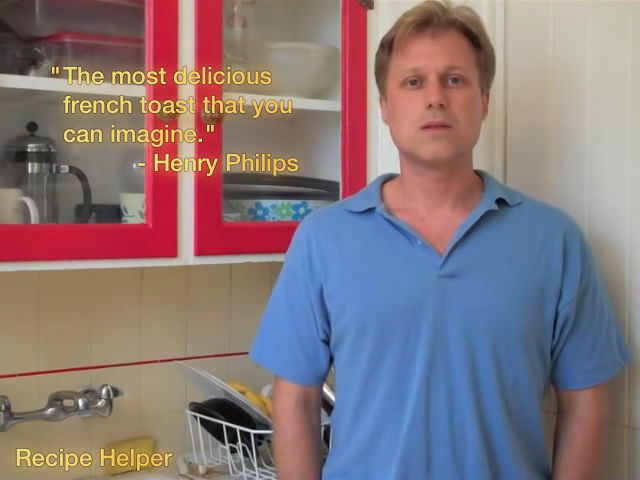 "The most delicious
french toast that you
can imagine."
- Henry Philips
Recipe Helper